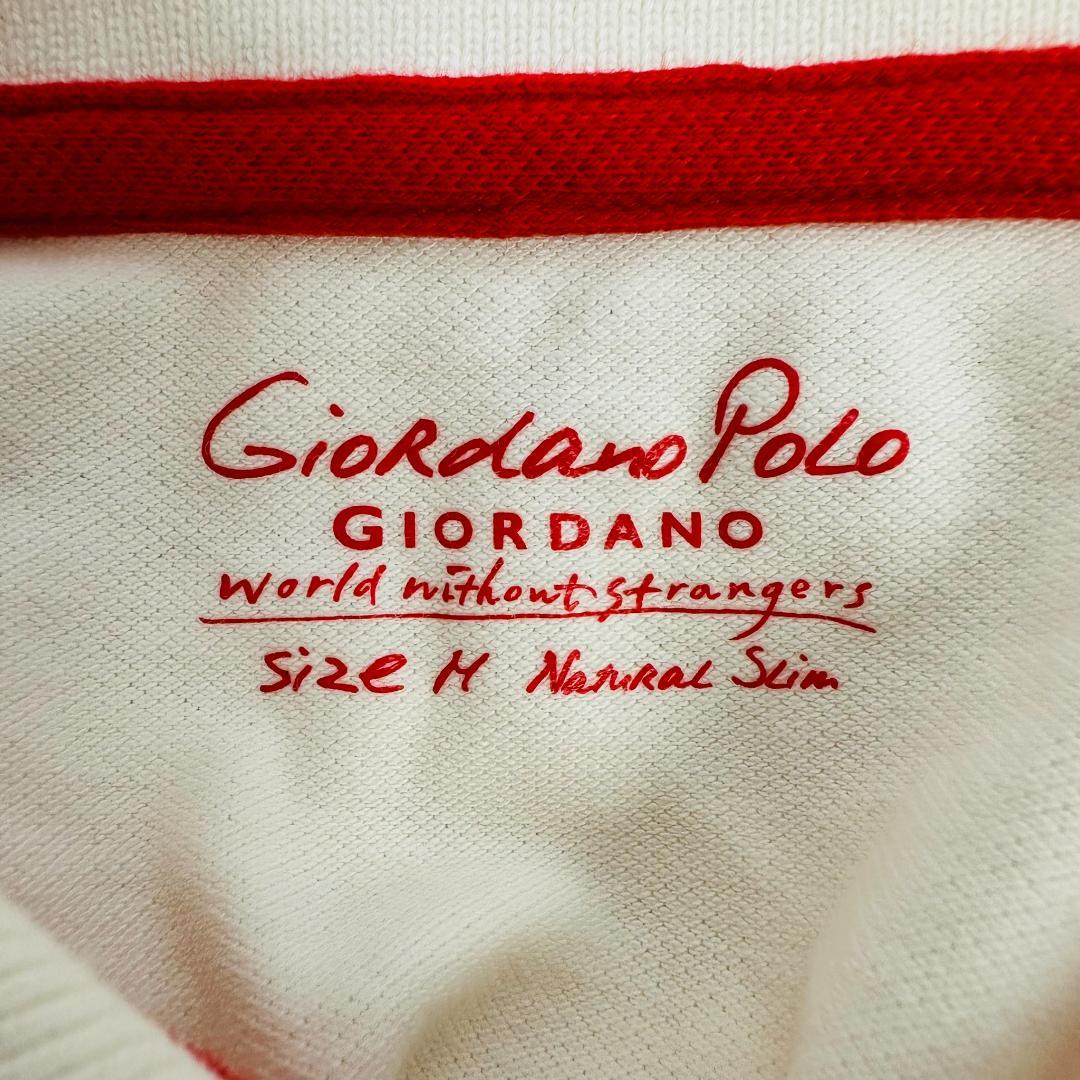 Giordano Polo
GIORDANO
world without strangers
Size M Natural Slim